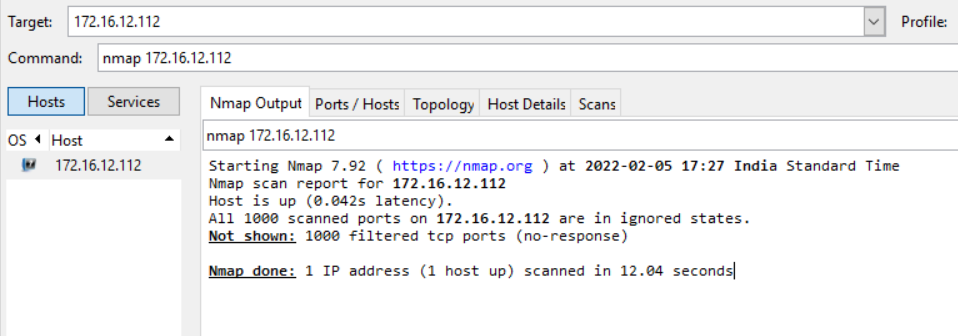 Target: 172.16.12.112 Profile:
Command: nmap 172.16.12.112
Hosts Services
Nmap Output Ports / Hosts Topology Host Details Scans
OS Host
172.16.12.112
nmap 172.16.12.112
Starting Nmap 7.92 ( https://nmap.org ) at 2022-02-05 17:27 India Standard Time
Nmap scan report for 172.16.12.112
Host is up (0.042s latency).
All 1000 scanned ports on 172.16.12.112 are in ignored states.
Not shown: 1000 filtered tcp ports (no-response)
Nmap done: 1 IP address (1 host up) scanned in 12.04 seconds